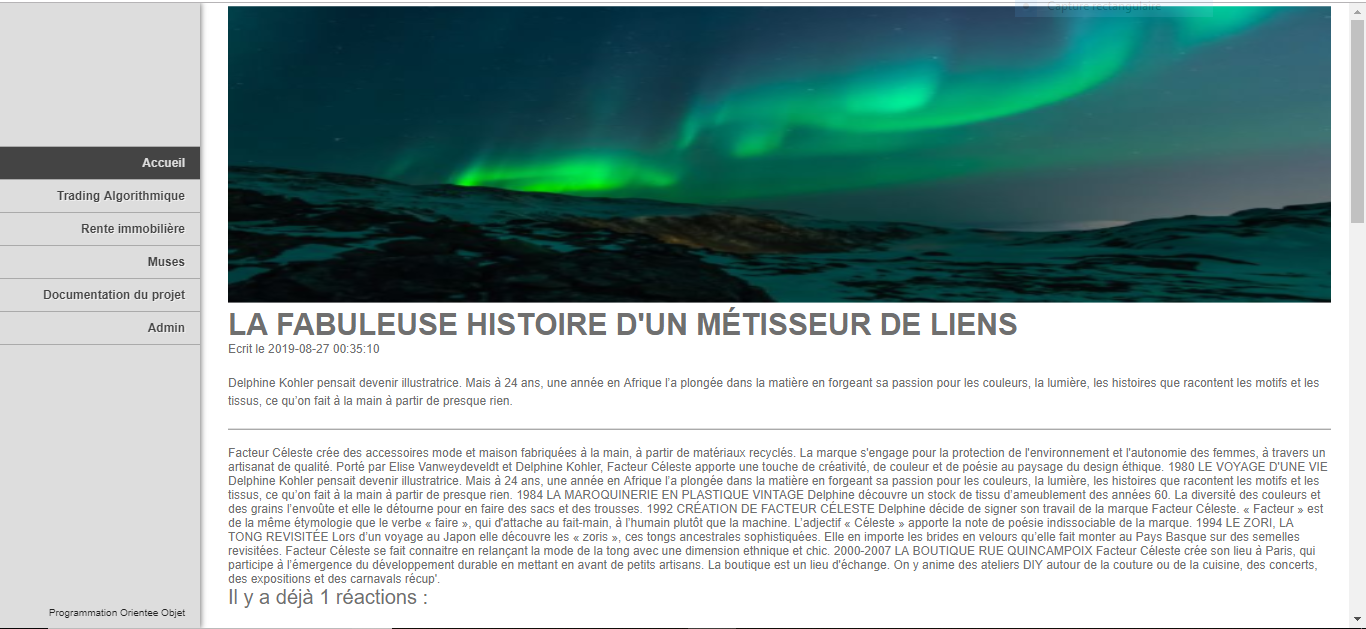 Capture rectangulaire
Accueil
Trading Algorithmique
Rente immobilière
Muses
Documentation du projet
Admin
Programmation Orientee Objet
LA FABULEUSE HISTOIRE D'UN MÉTISSEUR DE LIENS
Ecrit le 2019-08-27 00:35:10
Delphine Kohler pensait devenir illustratrice. Mais à 24 ans, une année en Afrique l’a plongée dans la matière en forgeant sa passion pour les couleurs, la lumière, les histoires que racontent les motifs et les
tissus, ce qu’on fait à la main à partir de presque rien.
Facteur Céleste crée des accessoires mode et maison fabriquées à la main, à partir de matériaux recyclés. La marque s'engage pour la protection de l'environnement et l'autonomie des femmes, à travers un
artisanat de qualité. Porté par Elise Vanweydeveldt et Delphine Kohler, Facteur Céleste apporte une touche de créativité, de couleur et de poésie au paysage du design éthique. 1980 LE VOYAGE D'UNE VIE
Delphine Kohler pensait devenir illustratrice. Mais à 24 ans, une année en Afrique l’a plongée dans la matière en forgeant sa passion pour les couleurs, la lumière, les histoires que racontent les motifs et les
tissus, ce qu’on fait à la main à partir de presque rien. 1984 LA MAROQUINERIE EN PLASTIQUE VINTAGE Delphine découvre un stock de tissu d’ameublement des années 60. La diversité des couleurs et
des grains l’envoûte et elle le détourne pour en faire des sacs et des trousses. 1992 CRÉATION DE FACTEUR CÉLESTE Delphine décide de signer son travail de la marque Facteur Céleste. « Facteur » est
de la même étymologie que le verbe « faire », qui d'attache au fait-main, à l’humain plutôt que la machine. L’adjectif « Céleste » apporte la note de poésie indissociable de la marque. 1994 LE ZORI, LA
TONG REVISITÉE Lors d’un voyage au Japon elle découvre les « zoris », ces tongs ancestrales sophistiquées. Elle en importe les brides en velours qu’elle fait monter au Pays Basque sur des semelles
revisitées. Facteur Céleste se fait connaitre en relançant la mode de la tong avec une dimension ethnique et chic. 2000-2007 LA BOUTIQUE RUE QUINCAMPOIX Facteur Céleste crée son lieu à Paris, qui
participe à l’émergence du développement durable en mettant en avant de petits artisans. La boutique est un lieu d'échange. On y anime des ateliers DIY autour de la couture ou de la cuisine, des concerts,
des expositions et des carnavals récup'.
Il y a déjà 1 réactions :